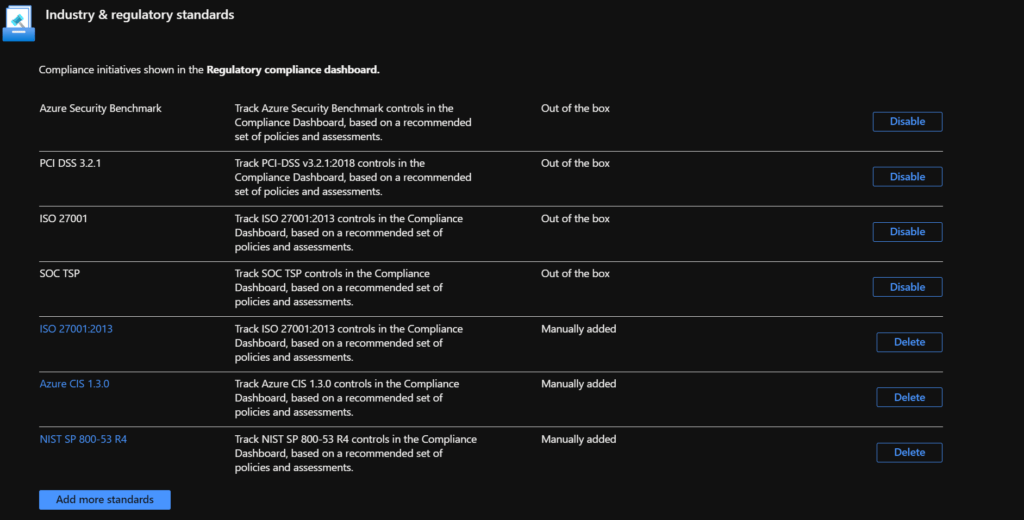 Industry & regulatory standards
Compliance initiatives shown in the Regulatory compliance dashboard.
Azure Security Benchmark
Track Azure Security Benchmark controls in the
Compliance Dashboard, based on a recommended
set of policies and assessments.
Out of the box
Disable
PCI DSS 3.2.1
Track PCI-DSS v3.2.1:2018 controls in the
Compliance Dashboard, based on a recommended
set of policies and assessments.
Out of the box
Disable
ISO 27001
Track ISO 27001:2013 controls in the Compliance
Dashboard, based on a recommended set of
policies and assessments.
Out of the box
Disable
SOC TSP
Track SOC TSP controls in the Compliance
Dashboard, based on a recommended set of
policies and assessments.
Out of the box
Disable
ISO 27001:2013
Track ISO 27001:2013 controls in the Compliance
Dashboard, based on a recommended set of
policies and assessments.
Manually added
Delete
Azure CIS 1.3.0
Track Azure CIS 1.3.0 controls in the Compliance
Dashboard, based on a recommended set of
policies and assessments.
Manually added
Delete
NIST SP 800-53 R4
Track NIST SP 800-53 R4 controls in the Compliance
Dashboard, based on a recommended set of
policies and assessments.
Manually added
Delete
Add more standards